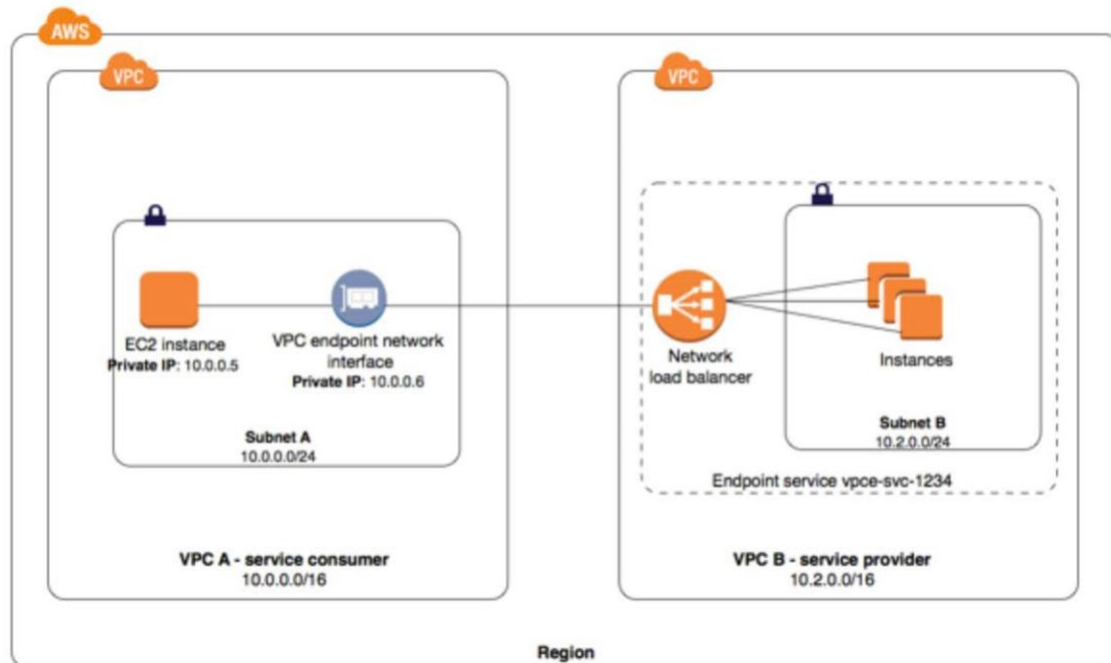 AWS
VPC
VPC
EC2 instance
Private IP: 10.0.0.5
VPC endpoint network
interface
Private IP: 10.0.0.6
Subnet A
10.0.0.0/24
VPC A - service consumer
10.0.0.0/16
Network
load balancer
Instances
Subnet B
10.2.0.0/24
Endpoint service vpce-svc-1234
VPC B - service provider
10.2.0.0/16
Region